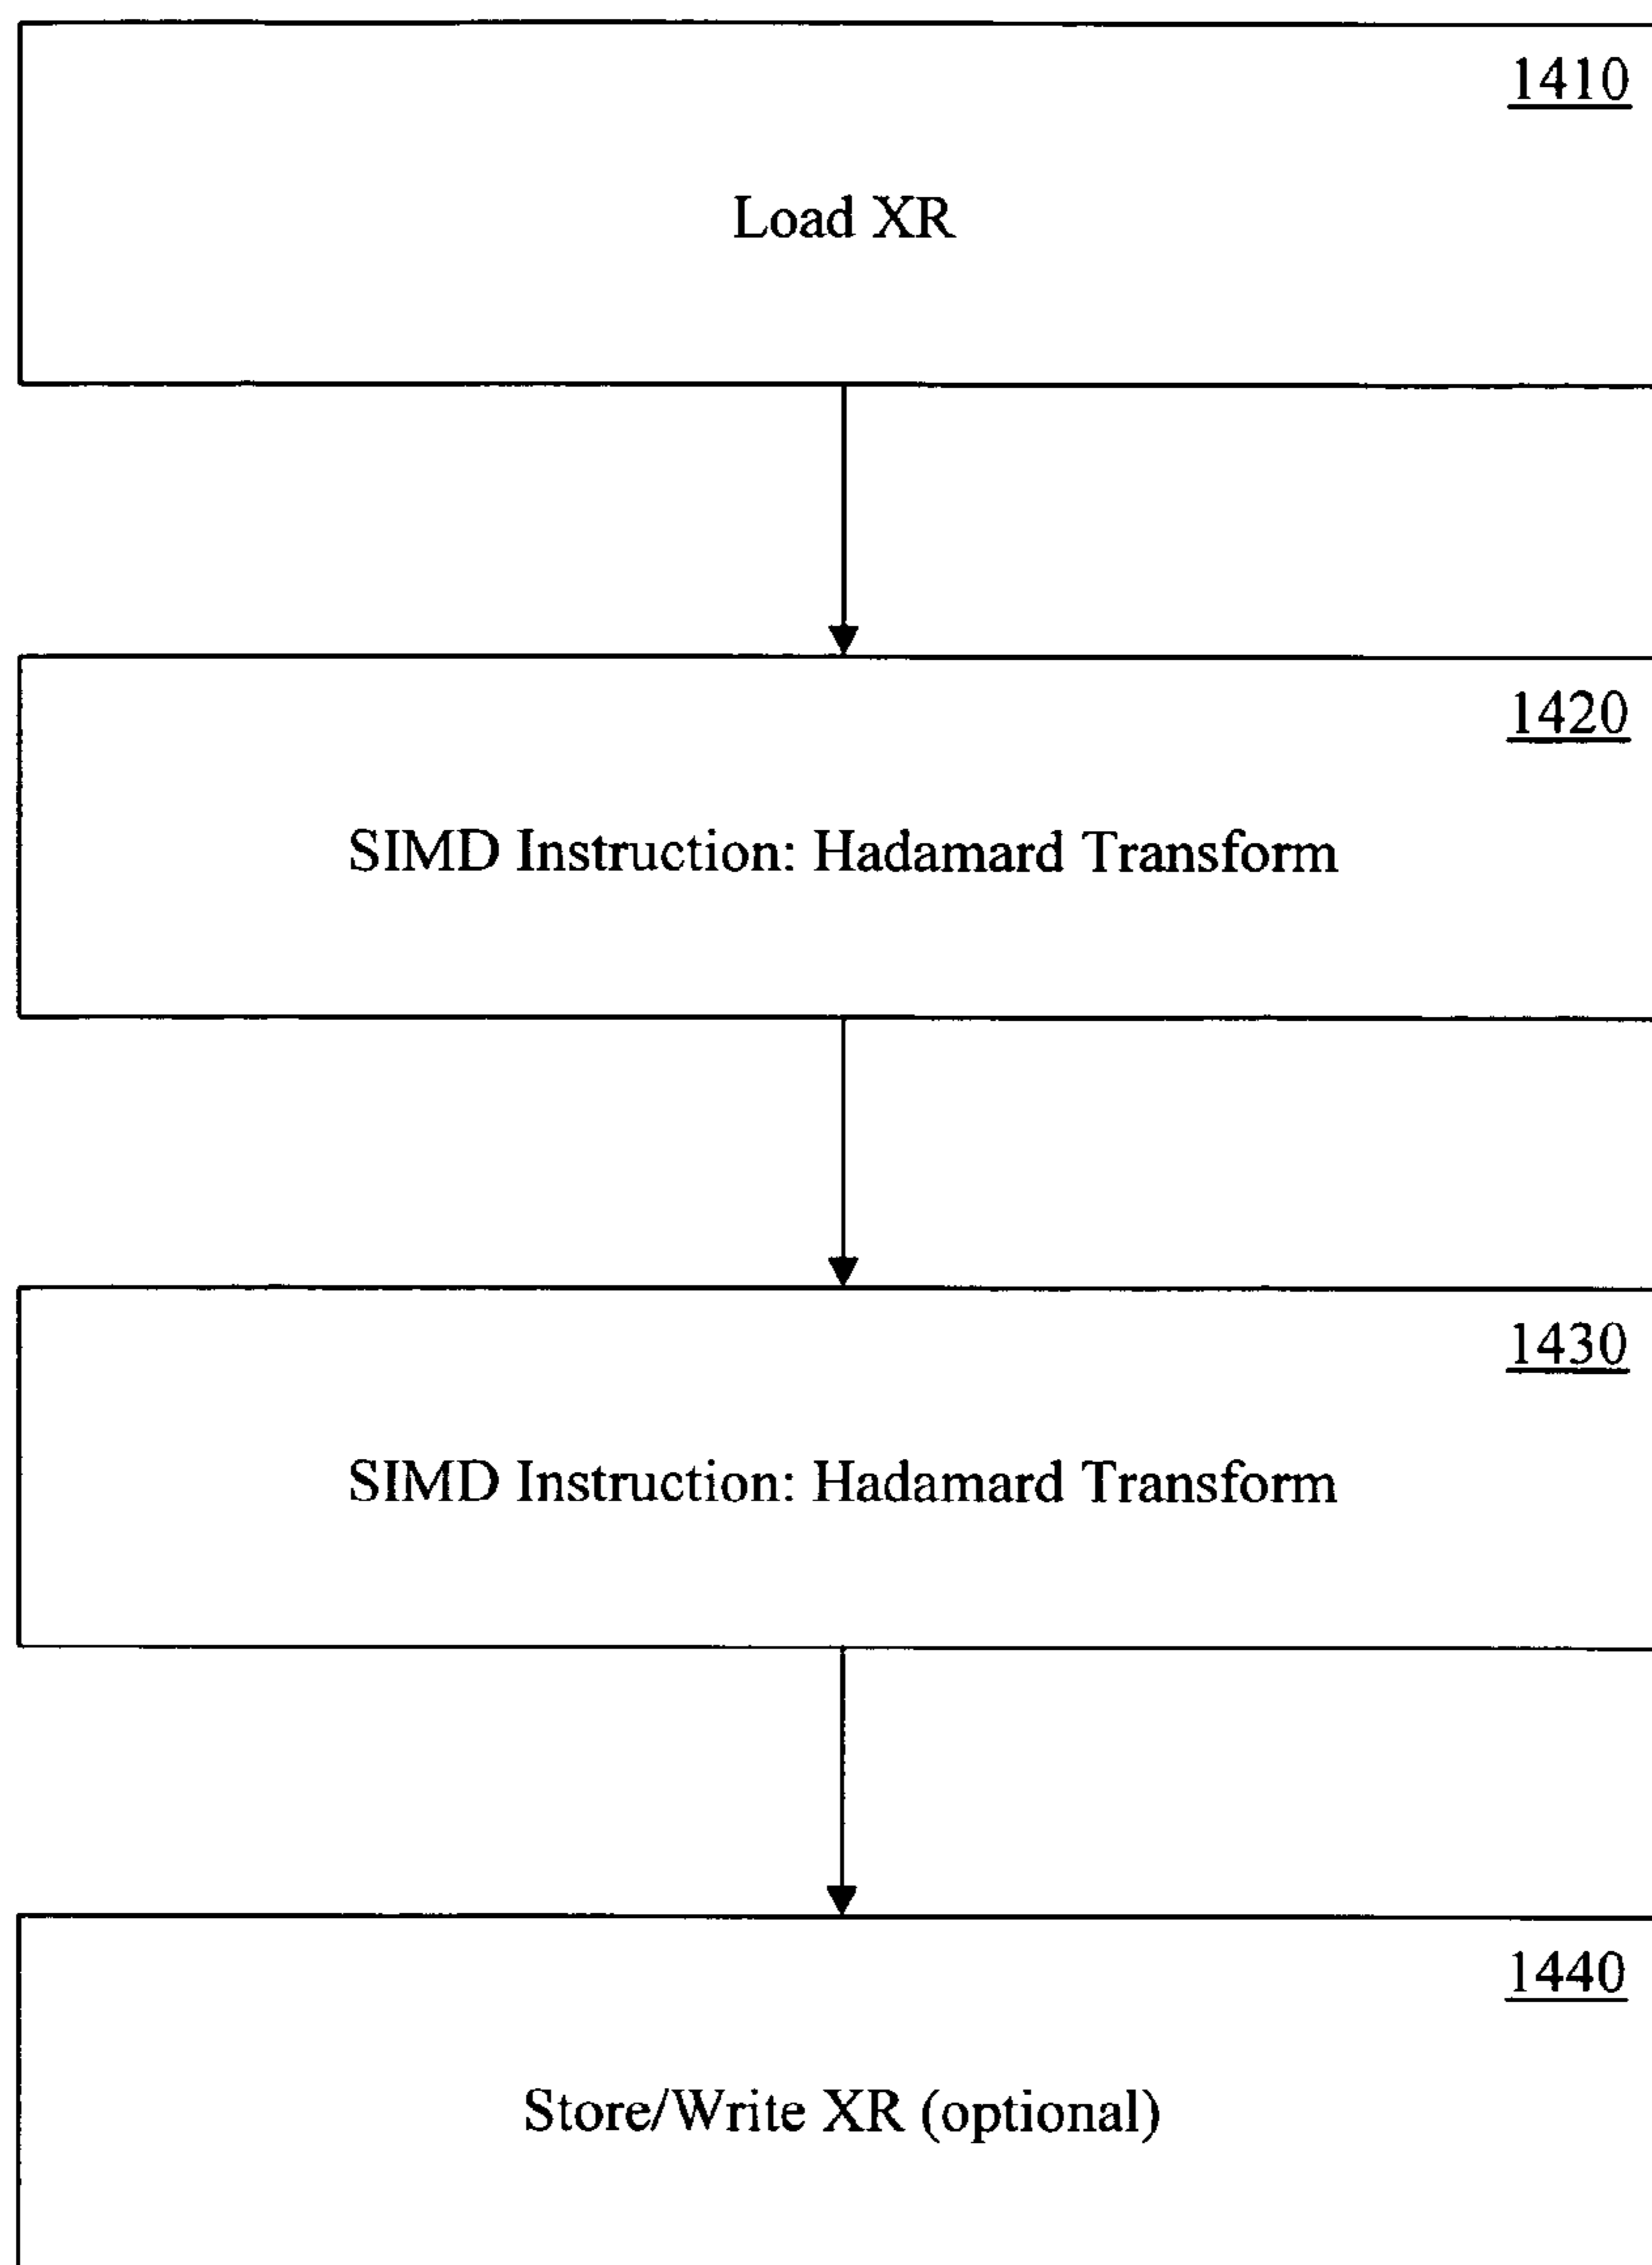 1410
Load XR
1420
SIMD Instruction: Hadamard Transform
1430
SIMD Instruction: Hadamard Transform
1440
Store/Write XR (optional)